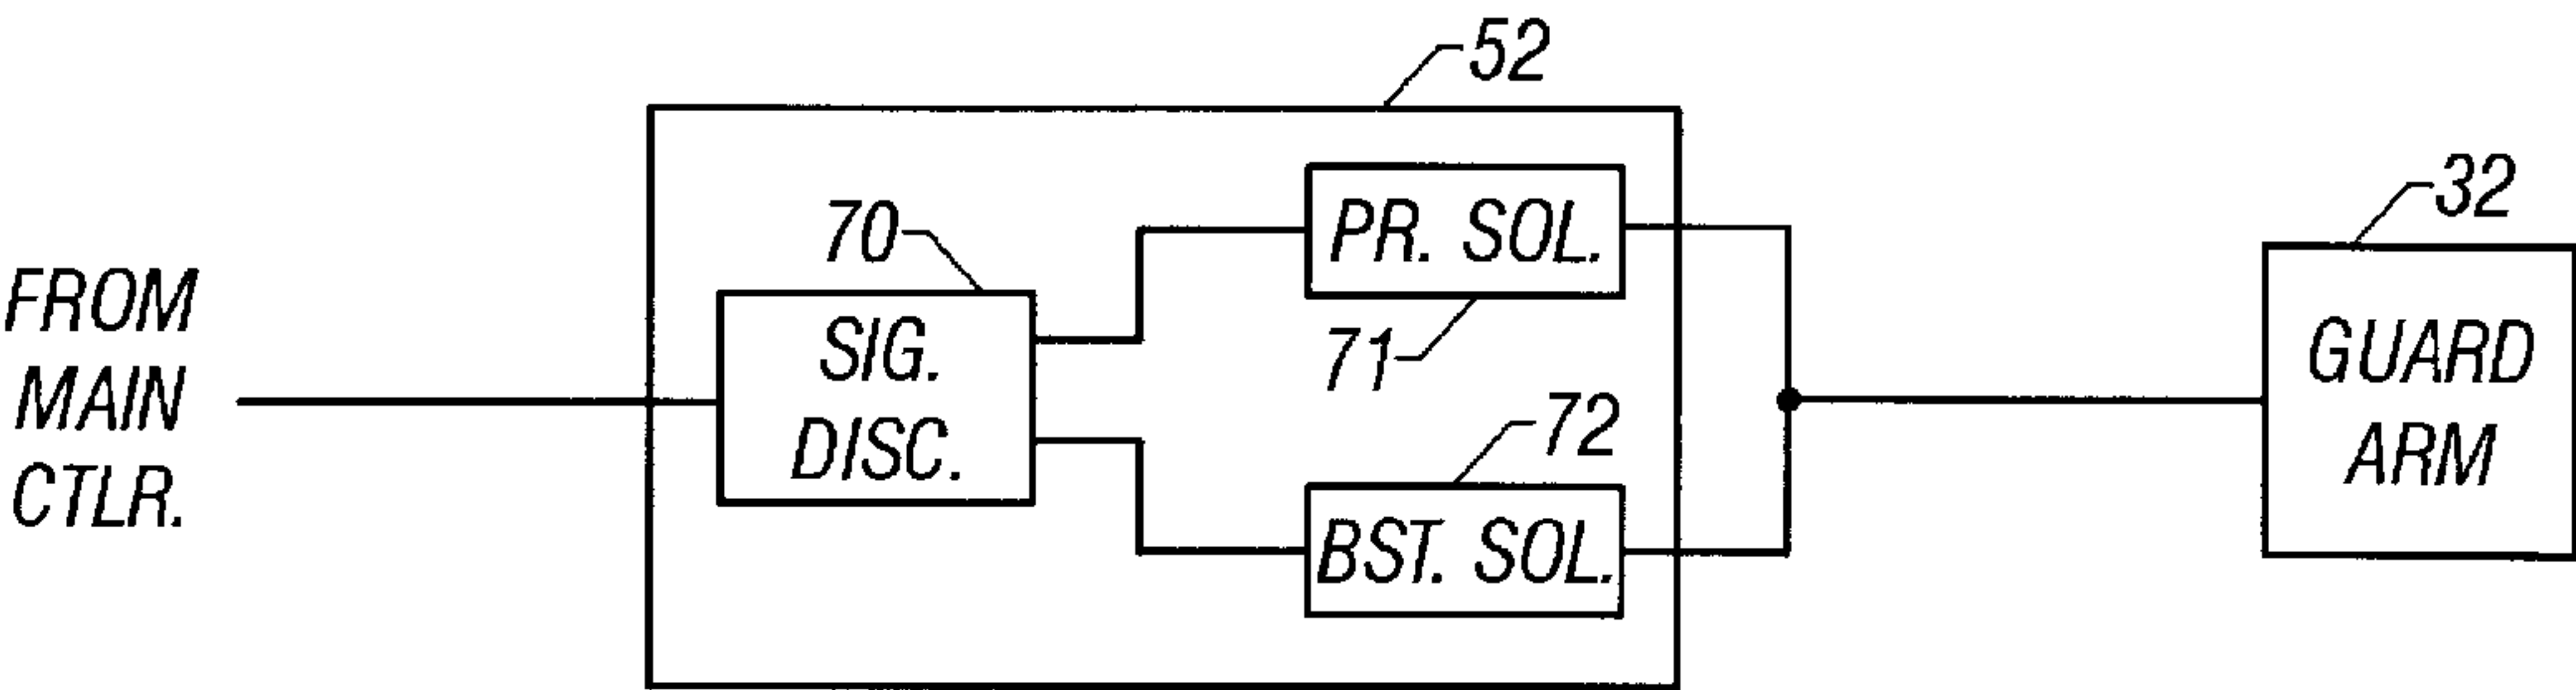 52
32
70
PR. SOL.
FROM
MAIN
CTLR.
SIG.
DISC.
71
GUARD
ARM
72
BST. SOL.